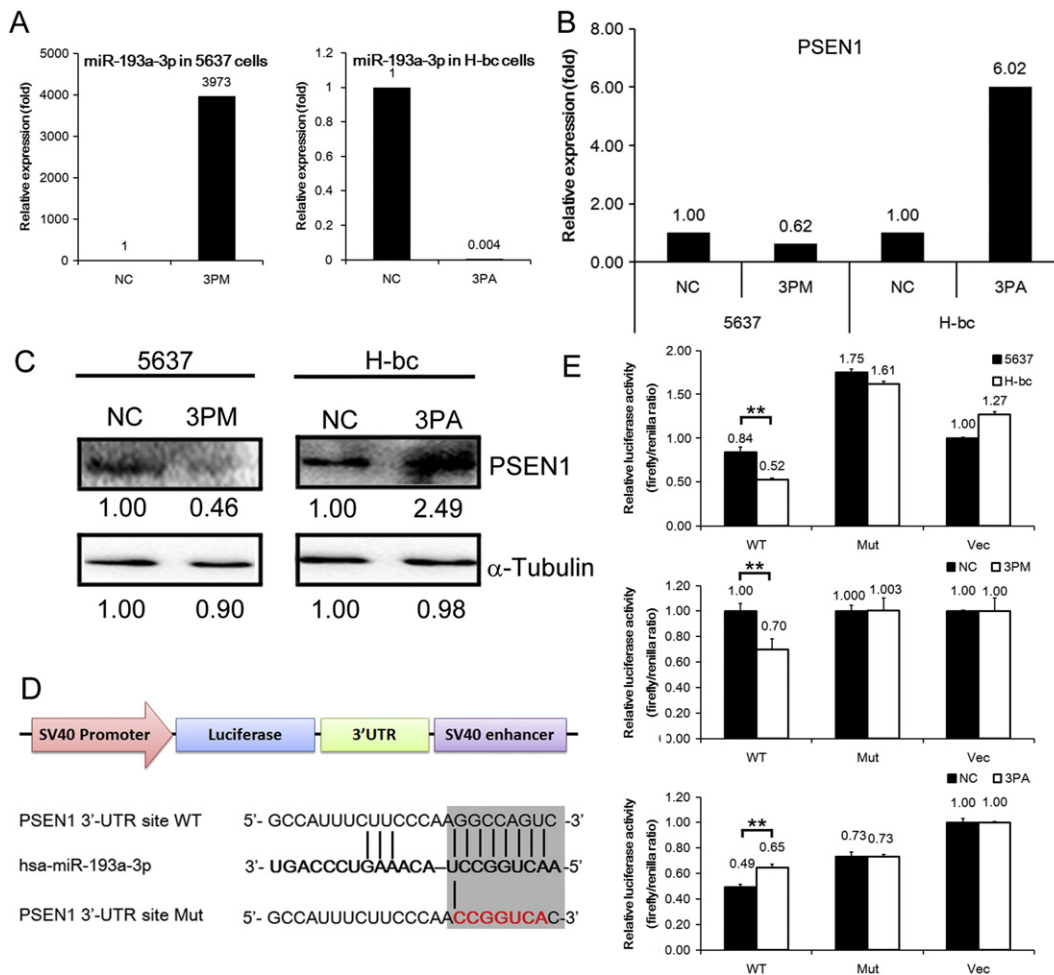 A
miR-193a-3p in 5637 cells
Relative expression (fold)
5000
4000
3000
2000
1000
0
1
3973
NC
3PM
miR-193a-3p in H-bc cells
Relative expression (fold)
1.2
1
0.8
0.6
0.4
0.2
0
1
0.004
NC
3PA
B
PSEN1
Relative expression (fold)
8.00
6.00
4.00
2.00
0.00
1.00
0.62
1.00
6.02
NC
3PM
NC
3PA
5637
H-bc
C
5637
H-bc
NC
3PM
NC
3PA
PSEN1
1.00
0.46
1.00
2.49
α-Tubulin
1.00
0.90
1.00
0.98
D
SV40 Promoter
Luciferase
3'UTR
SV40 enhancer
PSEN1 3'-UTR site WT 5'- GCCAUUUCUUCCCAAGGCCAGUC -3'
hsa-miR-193a-3p 3'- UGACCCUGAAACA–UCCGGUCAA -5'
PSEN1 3'-UTR site Mut 5'- GCCAUUUCUUCCCAACCGGUCAC-3'
E
Relative luciferase activity
(firefly/renilla ratio)
2.00
1.50
1.00
0.50
0.00
5637
H-bc
**
0.84
0.52
1.75
1.61
1.00
1.27
WT
Mut
Vec
Relative luciferase activity
(firefly/renilla ratio)
1.20
1.00
0.80
0.60
0.40
0.20
0.00
NC
3PM
**
1.00
0.70
1.000
1.003
1.00
1.00
WT
Mut
Vec
Relative luciferase activity
(firefly/renilla ratio)
1.20
1.00
0.80
0.60
0.40
0.20
0.00
NC
3PA
**
0.49
0.65
0.73
0.73
1.00
1.00
WT
Mut
Vec